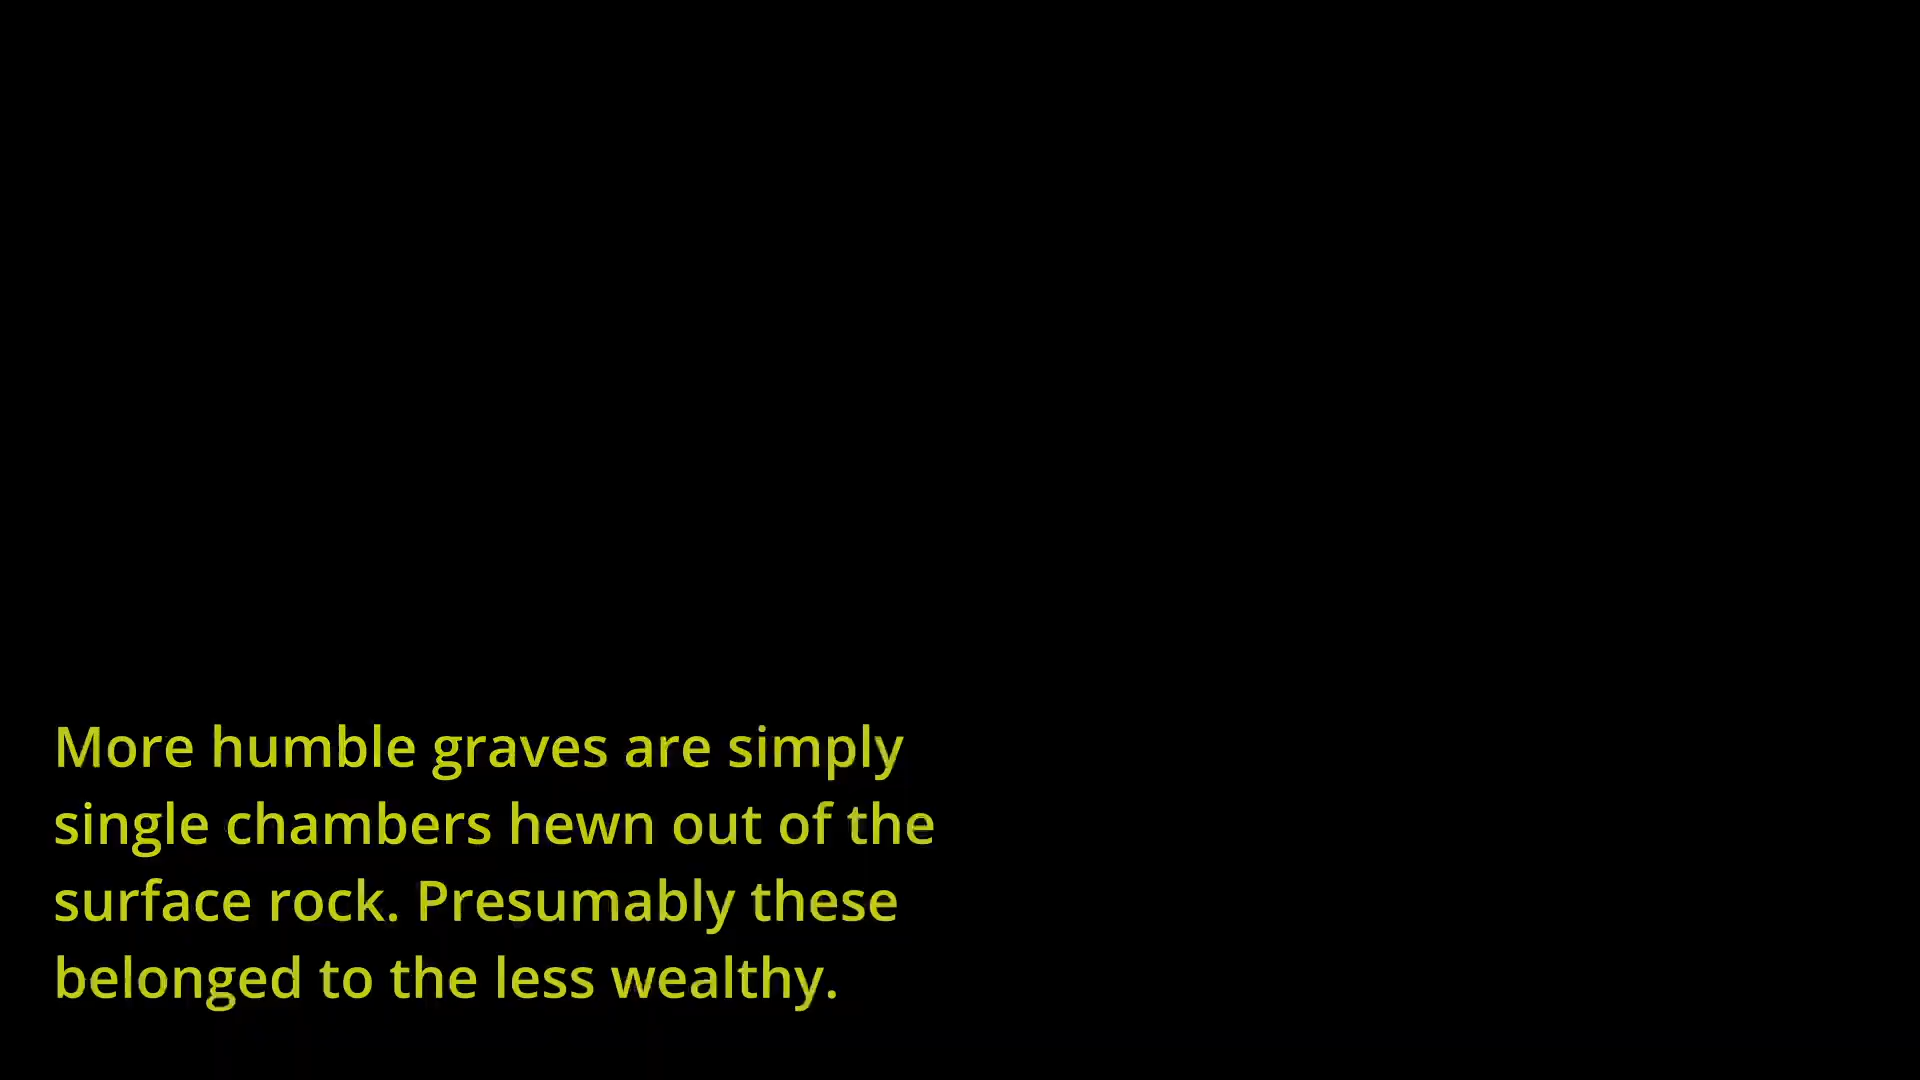 More humble graves are simply
single chambers hewn out of the
surface rock. Presumably these
belonged to the less wealthy.